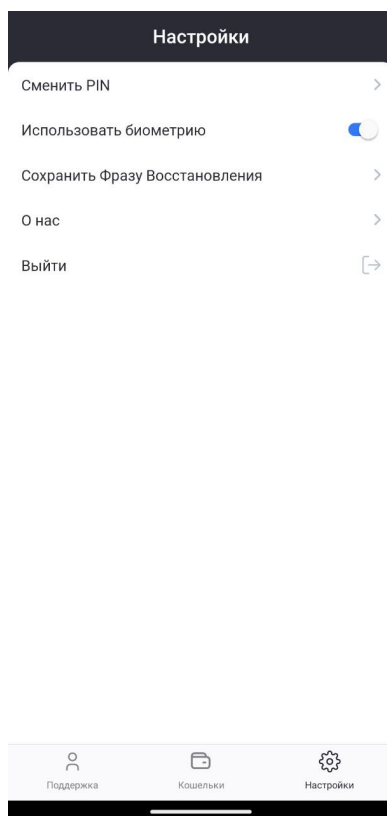 Настройки
Сменить PIN
Использовать биометрию
Сохранить Фразу Восстановления
О нас
Выйти
Поддержка
Кошельки
Настройки